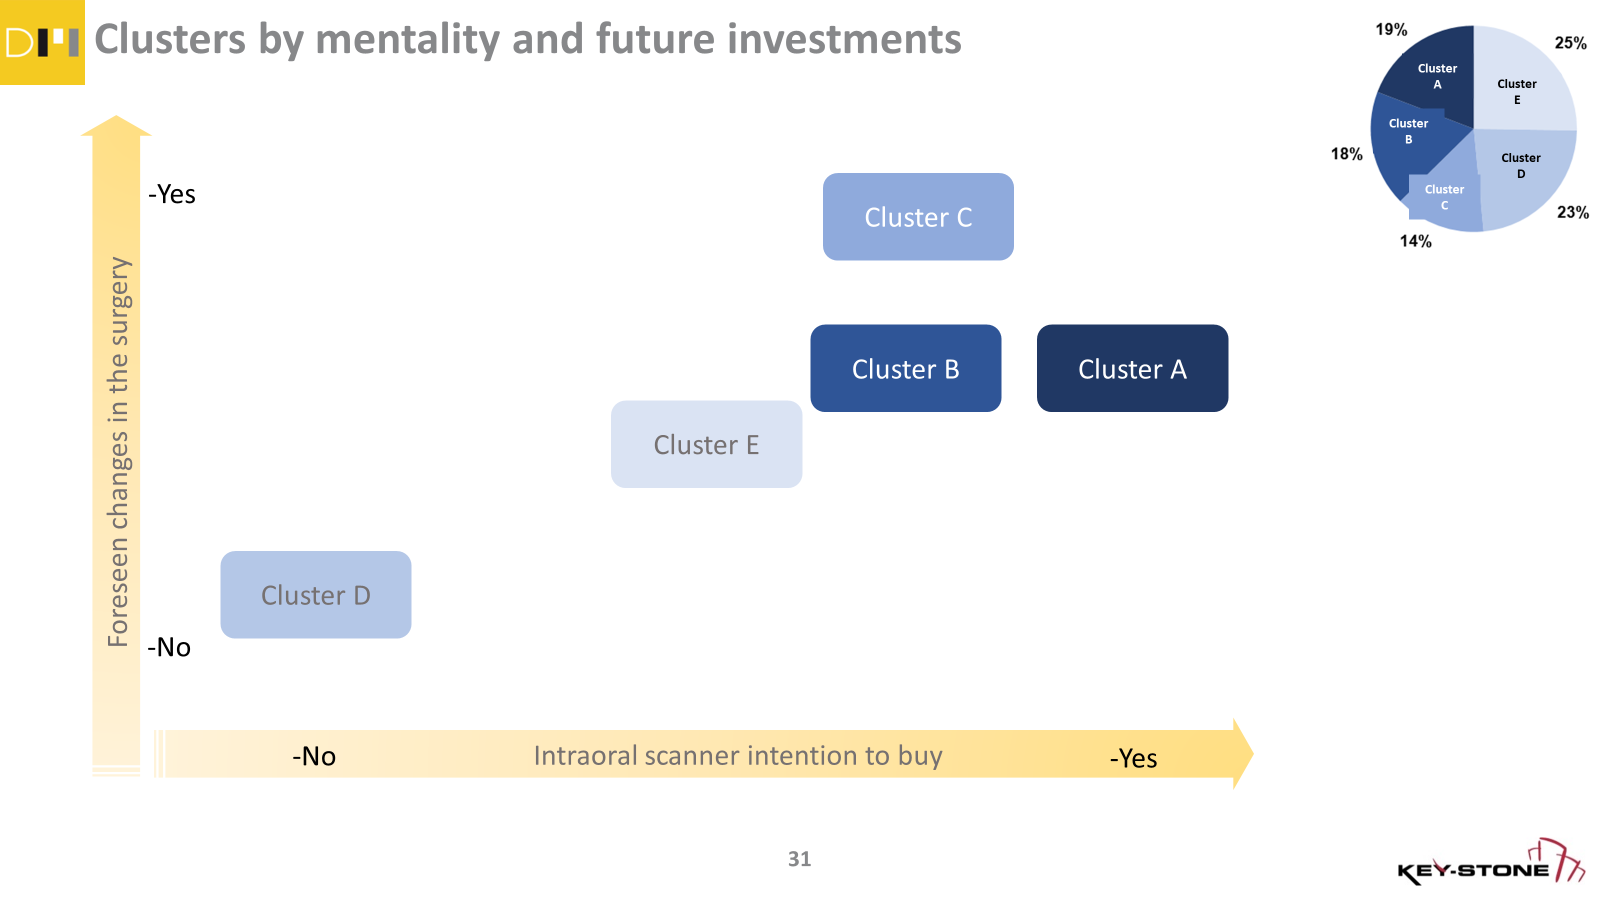 Clusters by mentality and future investments
19%
25%
Cluster
A
Cluster
E
Cluster
B
18%
Cluster
D
Cluster
C
23%
14%
-Yes
Cluster C
Foreseen changes in the surgery
Cluster B
Cluster A
Cluster E
Cluster D
-No
-No
Intraoral scanner intention to buy
-Yes
31
KEY-STONE